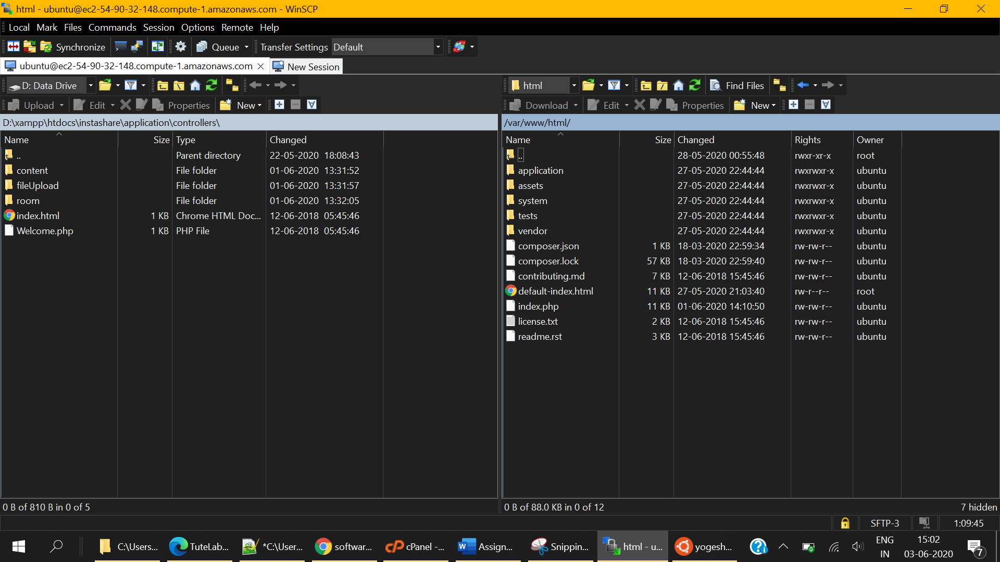 html - ubuntu@ec2-54-90-32-148.compute-1.amazonaws.com - WinSCP
Local Mark Files Commands Session Options Remote Help
Synchronize Queue Transfer Settings Default
ubuntu@ec2-54-90-32-148.compute-1.amazonaws.com New Session
D: Data Drive
Upload Edit Properties New
D:\xampp\htdocs\instashare\application\controllers\
Name Size Type Changed
.. Parent directory 22-05-2020 18:08:43
content File folder 01-06-2020 13:31:52
fileUpload File folder 01-06-2020 13:31:57
room File folder 01-06-2020 13:32:05
index.html 1 KB Chrome HTML Doc... 12-06-2018 05:45:46
Welcome.php 1 KB PHP File 12-06-2018 05:45:46
0 B of 810 B in 0 of 5
html Find Files
Download Edit Properties New
/var/www/html/
Name Size Changed Rights Owner
.. 28-05-2020 00:55:48 rwxr-xr-x root
application 27-05-2020 22:44:44 rwxrwxr-x ubuntu
assets 27-05-2020 22:44:44 rwxrwxr-x ubuntu
system 27-05-2020 22:44:44 rwxrwxr-x ubuntu
tests 27-05-2020 22:44:44 rwxrwxr-x ubuntu
vendor 27-05-2020 22:44:44 rwxrwxr-x ubuntu
composer.json 1 KB 18-03-2020 22:59:34 rw-rw-r-- ubuntu
composer.lock 57 KB 18-03-2020 22:59:40 rw-rw-r-- ubuntu
contributing.md 7 KB 12-06-2018 15:45:46 rw-rw-r-- ubuntu
default-index.html 11 KB 27-05-2020 21:03:40 rw-r--r-- root
index.php 11 KB 01-06-2020 14:10:50 rw-rw-r-- ubuntu
license.txt 2 KB 12-06-2018 15:45:46 rw-rw-r-- ubuntu
readme.rst 3 KB 12-06-2018 15:45:46 rw-rw-r-- ubuntu
0 B of 88.0 KB in 0 of 12 7 hidden
SFTP-3 1:09:45
C:\Users... TuteLab... *C:\User... softwar... cPanel -... Assign... Snippin... html - u... yogesh... ENG 15:02
IN 03-06-2020 7